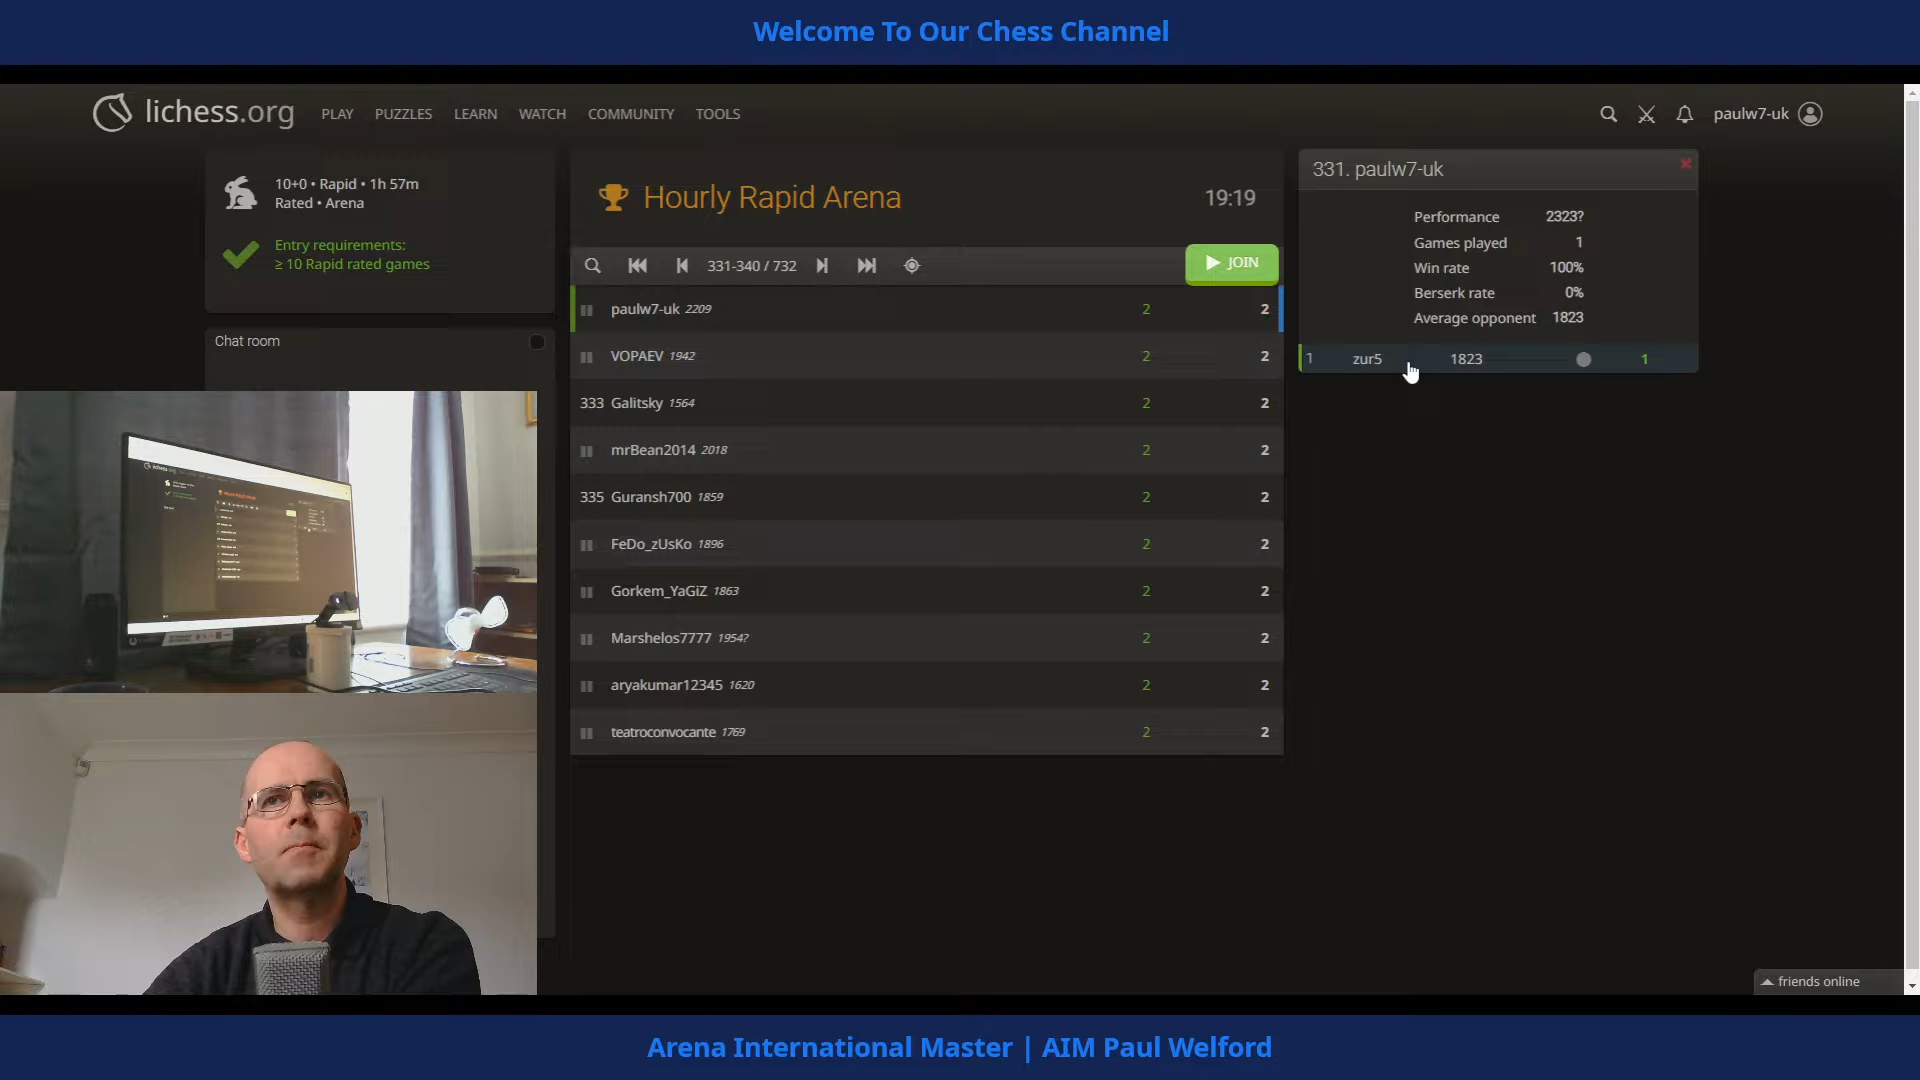 Welcome To Our Chess Channel
lichess.org PLAY PUZZLES LEARN WATCH COMMUNITY TOOLS paulw7-uk
10+0 • Rapid • 1h 57m
Rated • Arena
Entry requirements:
≥ 10 Rapid rated games
Chat room
Hourly Rapid Arena 19:19
331-340 / 732 JOIN
paulw7-uk 2209 2 2
VOPAEV 1942 2 2
333 Galitsky 1564 2 2
mrBean2014 2018 2 2
335 Guransh700 1859 2 2
FeDo_zUsKo 1896 2 2
Gorkem_YaGiZ 1863 2 2
Marshelos7777 1954? 2 2
aryakumar12345 1620 2 2
teatroconvocante 1769 2 2
331. paulw7-uk
Performance 2323?
Games played 1
Win rate 100%
Berserk rate 0%
Average opponent 1823
1 zur5 1823 1
friends online
Arena International Master | AIM Paul Welford